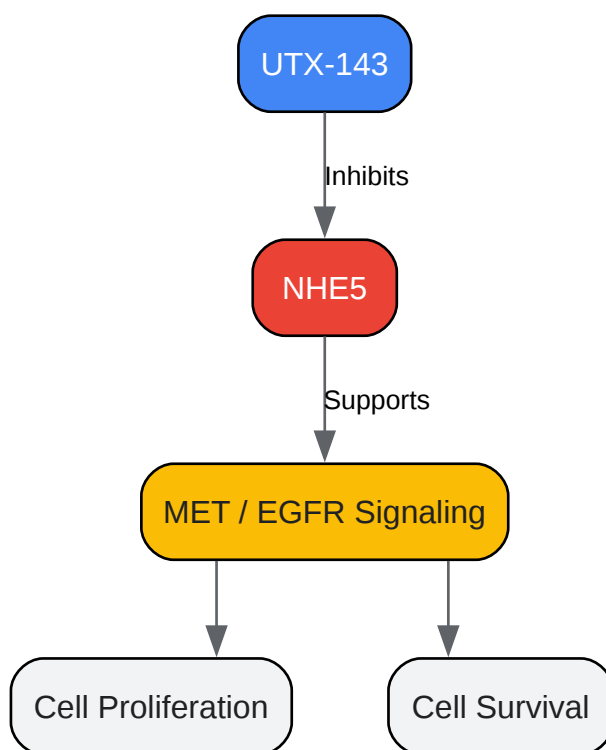 UTX-143
Inhibits
NHE5
Supports
MET / EGFR Signaling
Cell Proliferation
Cell Survival